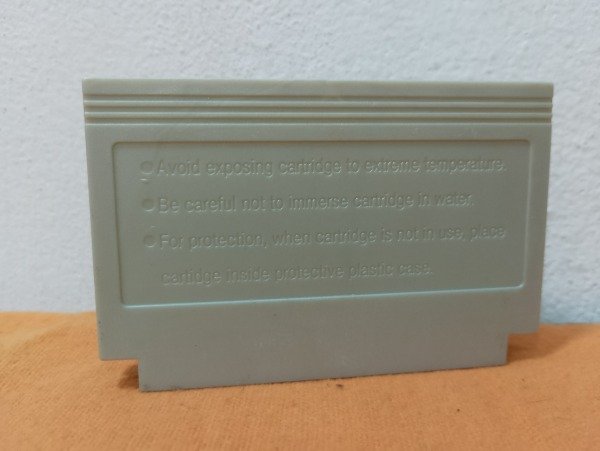 ● Avoid exposing cartridge to extreme temperature.
● Be careful not to immerse cartridge in water.
● For protection, when cartridge is not in use, place
cartidge inside protective plastic case.